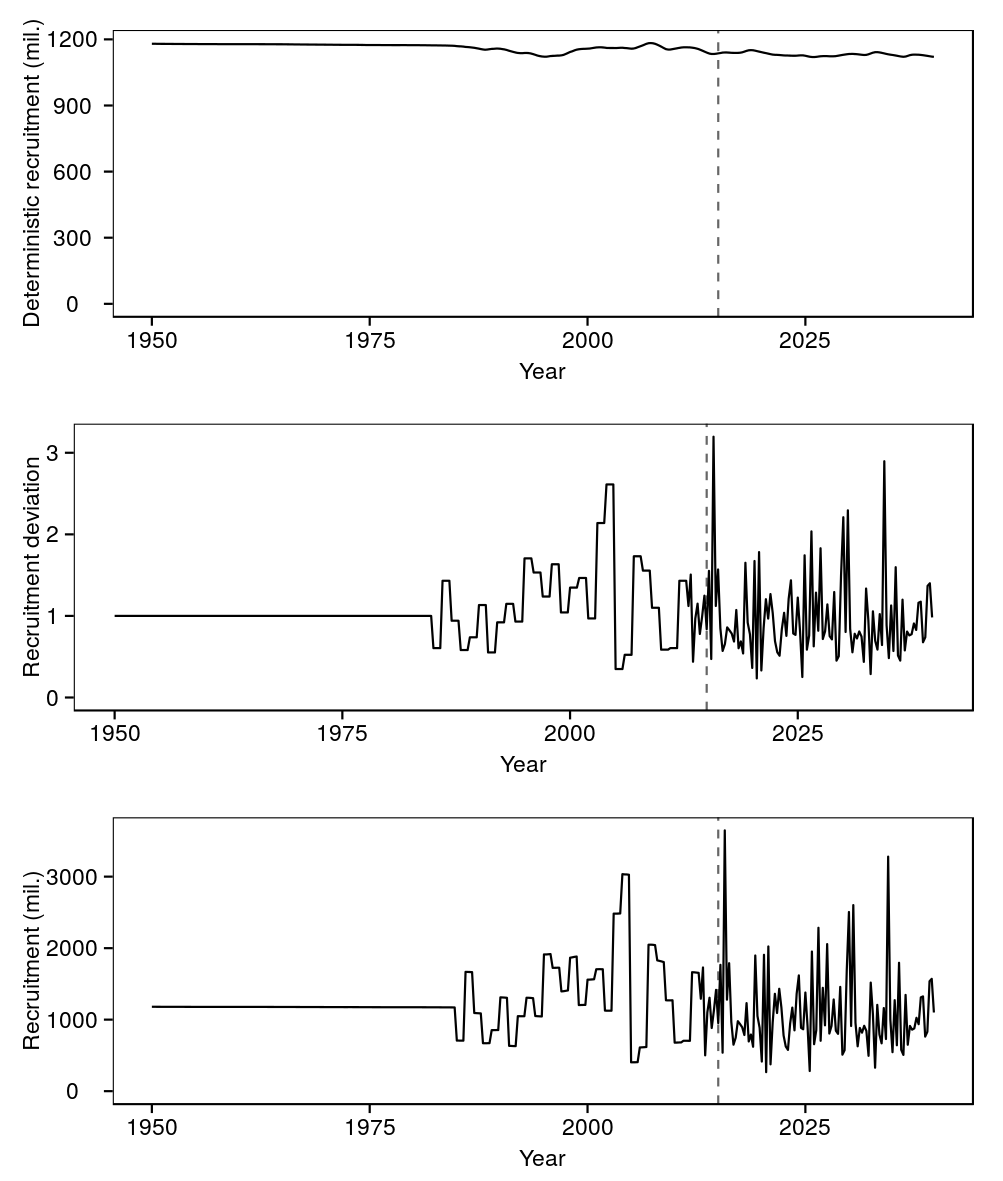 Deterministic recruitment (mil.)
1200
900
600
300
0
1950 1975 2000 2025
Year
Recruitment deviation
3
2
1
0
1950 1975 2000 2025
Year
Recruitment (mil.)
3000
2000
1000
0
1950 1975 2000 2025
Year